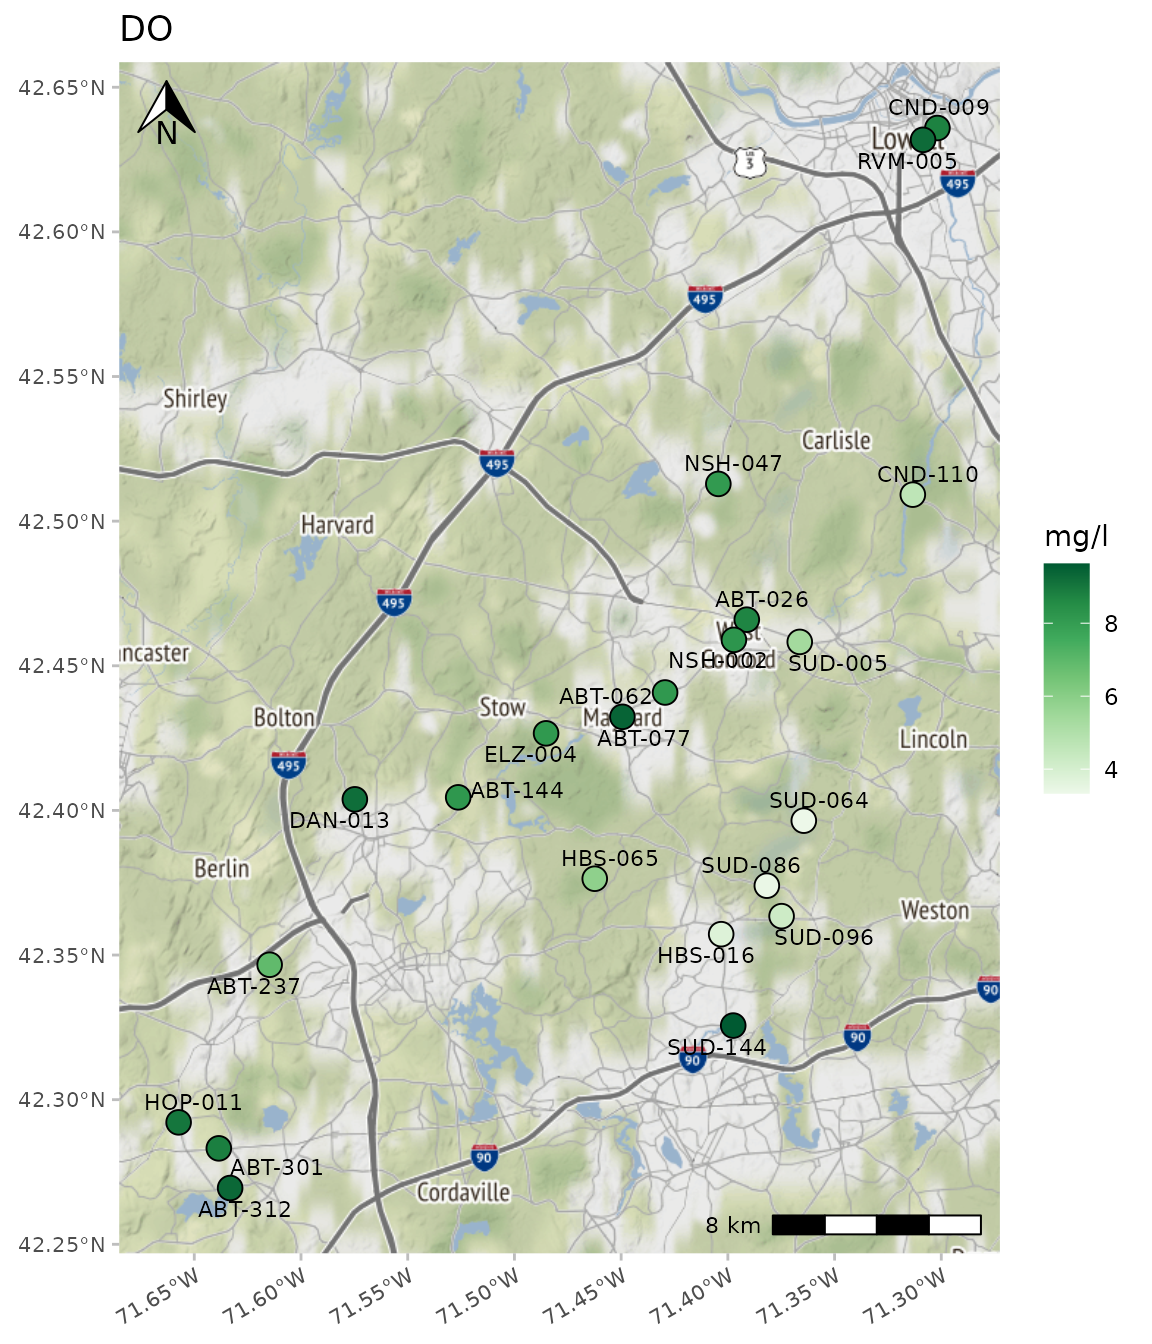 DO
42.65°N
N
CND-009
Lowell
RVM-005
US
3
495
42.60°N
495
42.55°N
Shirley
Carlisle
NSH-047
495
CND-110
42.50°N
Harvard
mg/l
495
ABT-026
8
West
Concord
NSH-002
SUD-005
ncaster
42.45°N
6
ABT-062
Stow
Maynard
Bolton
ABT-077
Lincoln
ELZ-004
495
4
ABT-144
SUD-064
42.40°N
DAN-013
HBS-065
SUD-086
Berlin
Weston
SUD-096
HBS-016
42.35°N
ABT-237
90
SUD-144
90
90
HOP-011
42.30°N
ABT-301
90
Cordaville
ABT-312
8 km
42.25°N
71.65°W
71.60°W
71.55°W
71.50°W
71.45°W
71.40°W
71.35°W
71.30°W